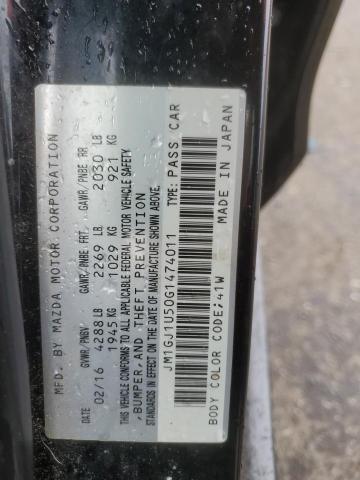 MFD. BY MAZDA MOTOR CORPORATION
DATE GVWR/PNBV GAWR/PNBE FRT. GAWR/PNBE RR
02/16 4288 LB 2269 LB 2030 LB
1945 KG 1029 KG 921 KG
THIS VEHICLE CONFORMS TO ALL APPLICABLE FEDERAL MOTOR VEHICLE SAFETY
, BUMPER, AND THEFT PREVENTION
STANDARDS IN EFFECT ON THE DATE OF MANUFACTURE SHOWN ABOVE.
JM1GJ1U50G1474011 TYPE: PASS CAR
BODY COLOR CODE:41W MADE IN JAPAN